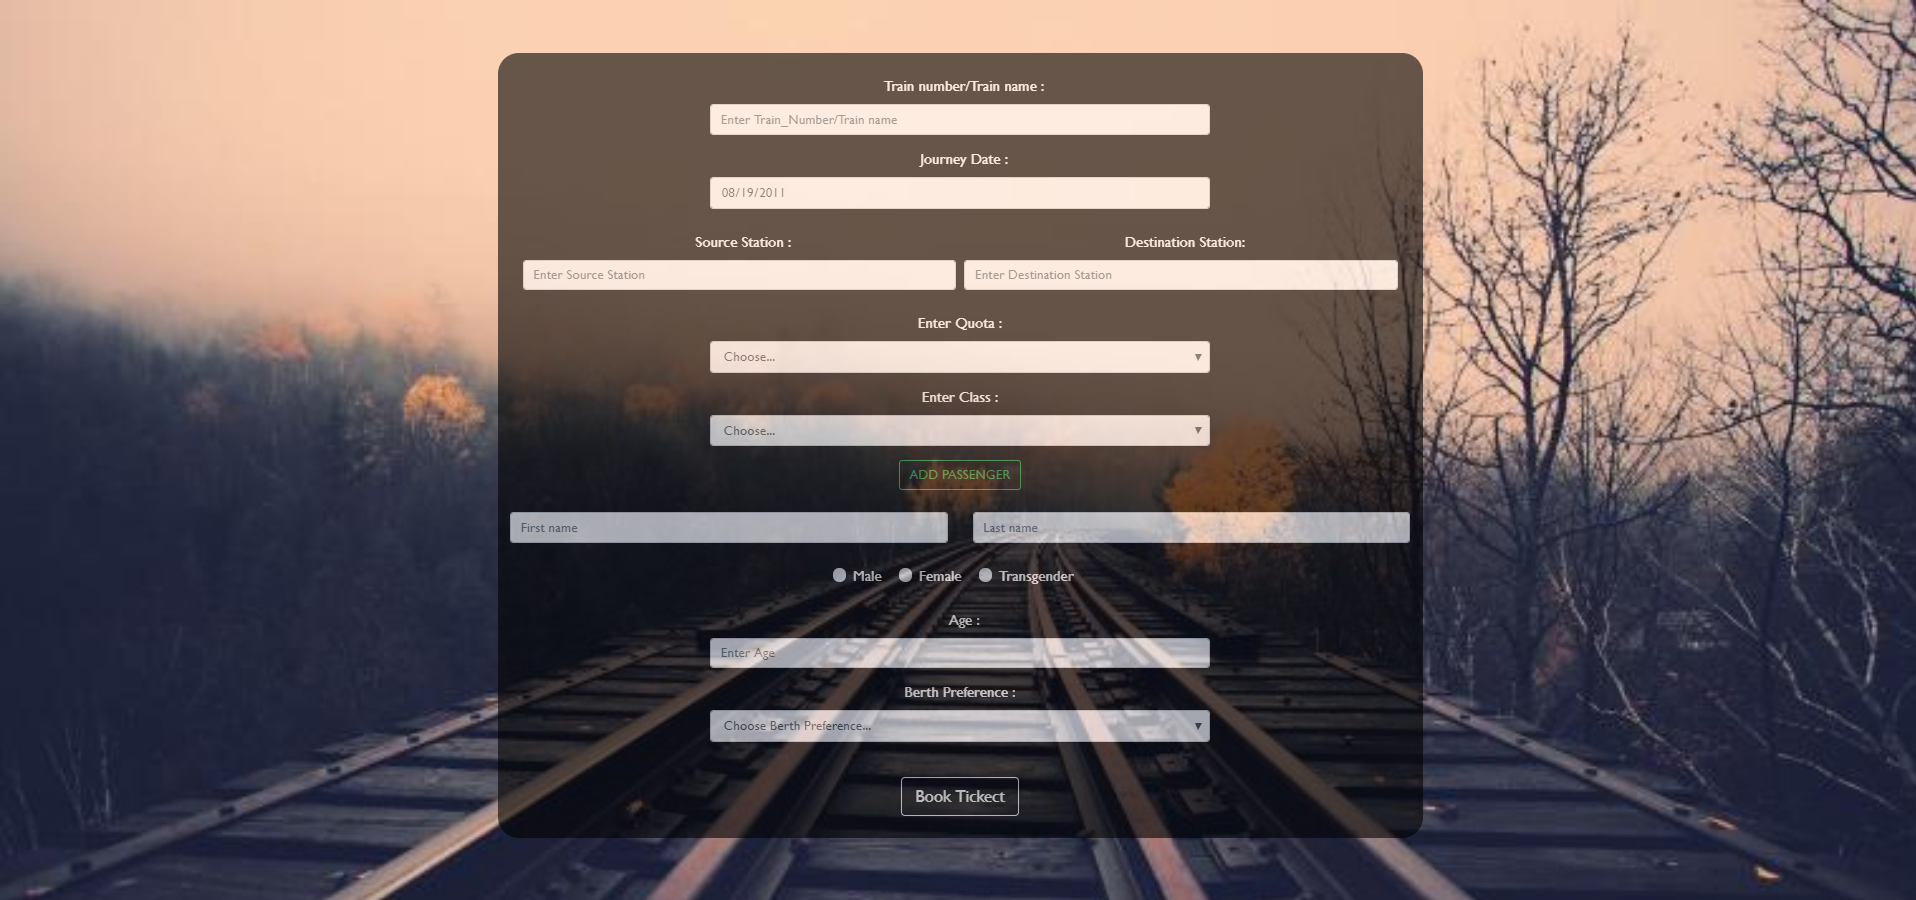 Train number/Train name :
Enter Train_Number/Train name
Journey Date :
08/19/2011
Source Station : Destination Station:
Enter Source Station Enter Destination Station
Enter Quota :
Choose...
Enter Class :
Choose...
ADD PASSENGER
First name Last name
Male Female Transgender
Age :
Enter Age
Berth Preference :
Choose Berth Preference...
Book Tickect